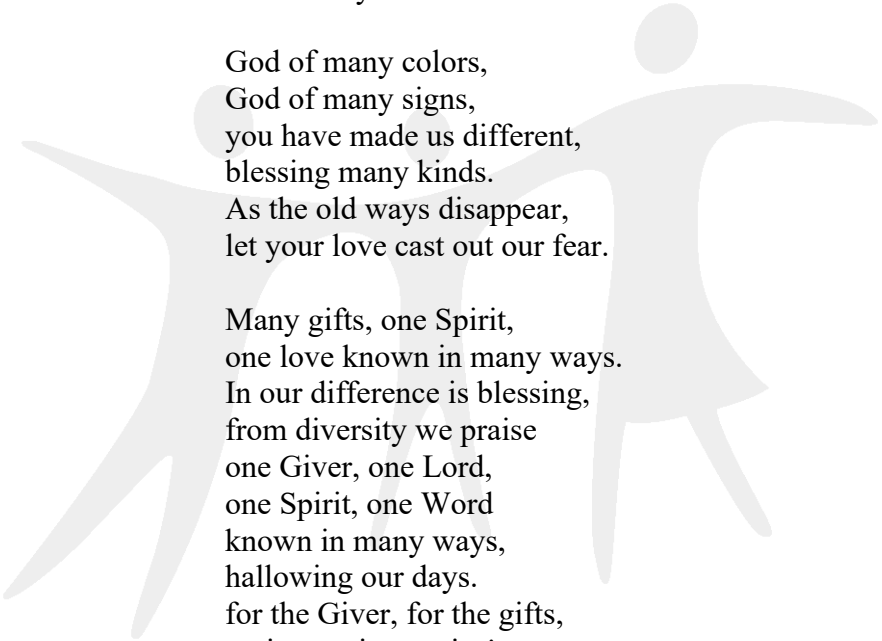 God of many colors,
God of many signs,
you have made us different,
blessing many kinds.
As the old ways disappear,
let your love cast out our fear.
Many gifts, one Spirit,
one love known in many ways.
In our difference is blessing,
from diversity we praise
one Giver, one Lord,
one Spirit, one Word
known in many ways,
hallowing our days.
for the Giver, for the gifts,